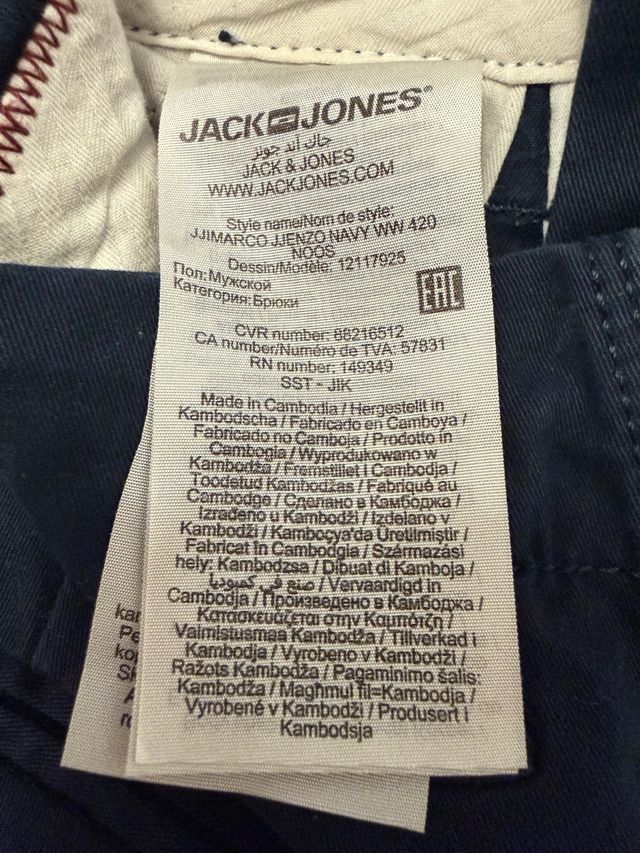 JACK JONES®
جاك أند جونز
JACK & JONES
WWW.JACKJONES.COM
Style name/Nom de style:
JJIMARCO JJENZO NAVY WW 420
NOOS
Dessin/Modèle: 12117925
Пол: Мужской
Категория: Брюки
EAC
CVR number: 88216512
CA number/Numéro de TVA: 57831
RN number: 149349
SST - JIK
Made in Cambodia / Hergestellt in
Kambodscha / Fabricado en Camboya /
Fabricado no Camboja / Prodotto in
Cambogia / Wyprodukowano w
Kambodża / Fremstillet i Cambodja /
Toodetud Kambodžas / Fabriqué au
Cambodge / Сделано в Камбоджа /
Izrađeno u Kambodži / Izdelano v
Kambodži / Kamboçya'da Üretilmiştir /
Fabricat în Cambodgia / Származási
hely: Kambodzsa / Dibuat di Kamboja /
صنع في كمبوديا / Vervaardigd in
Cambodja / Произведено в Камбоджа /
Κατασκευάζεται στην Καμπότζη /
Valmistusmaa Kambodža / Tillverkad i
Kambodja / Vyrobeno v Kambodži /
Ražots Kambodža / Pagaminimo šalis:
Kambodža / Magħmul fil=Kambodja /
Vyrobené v Kambodži / Produsert i
Kambodsja
kar
Pe
kop